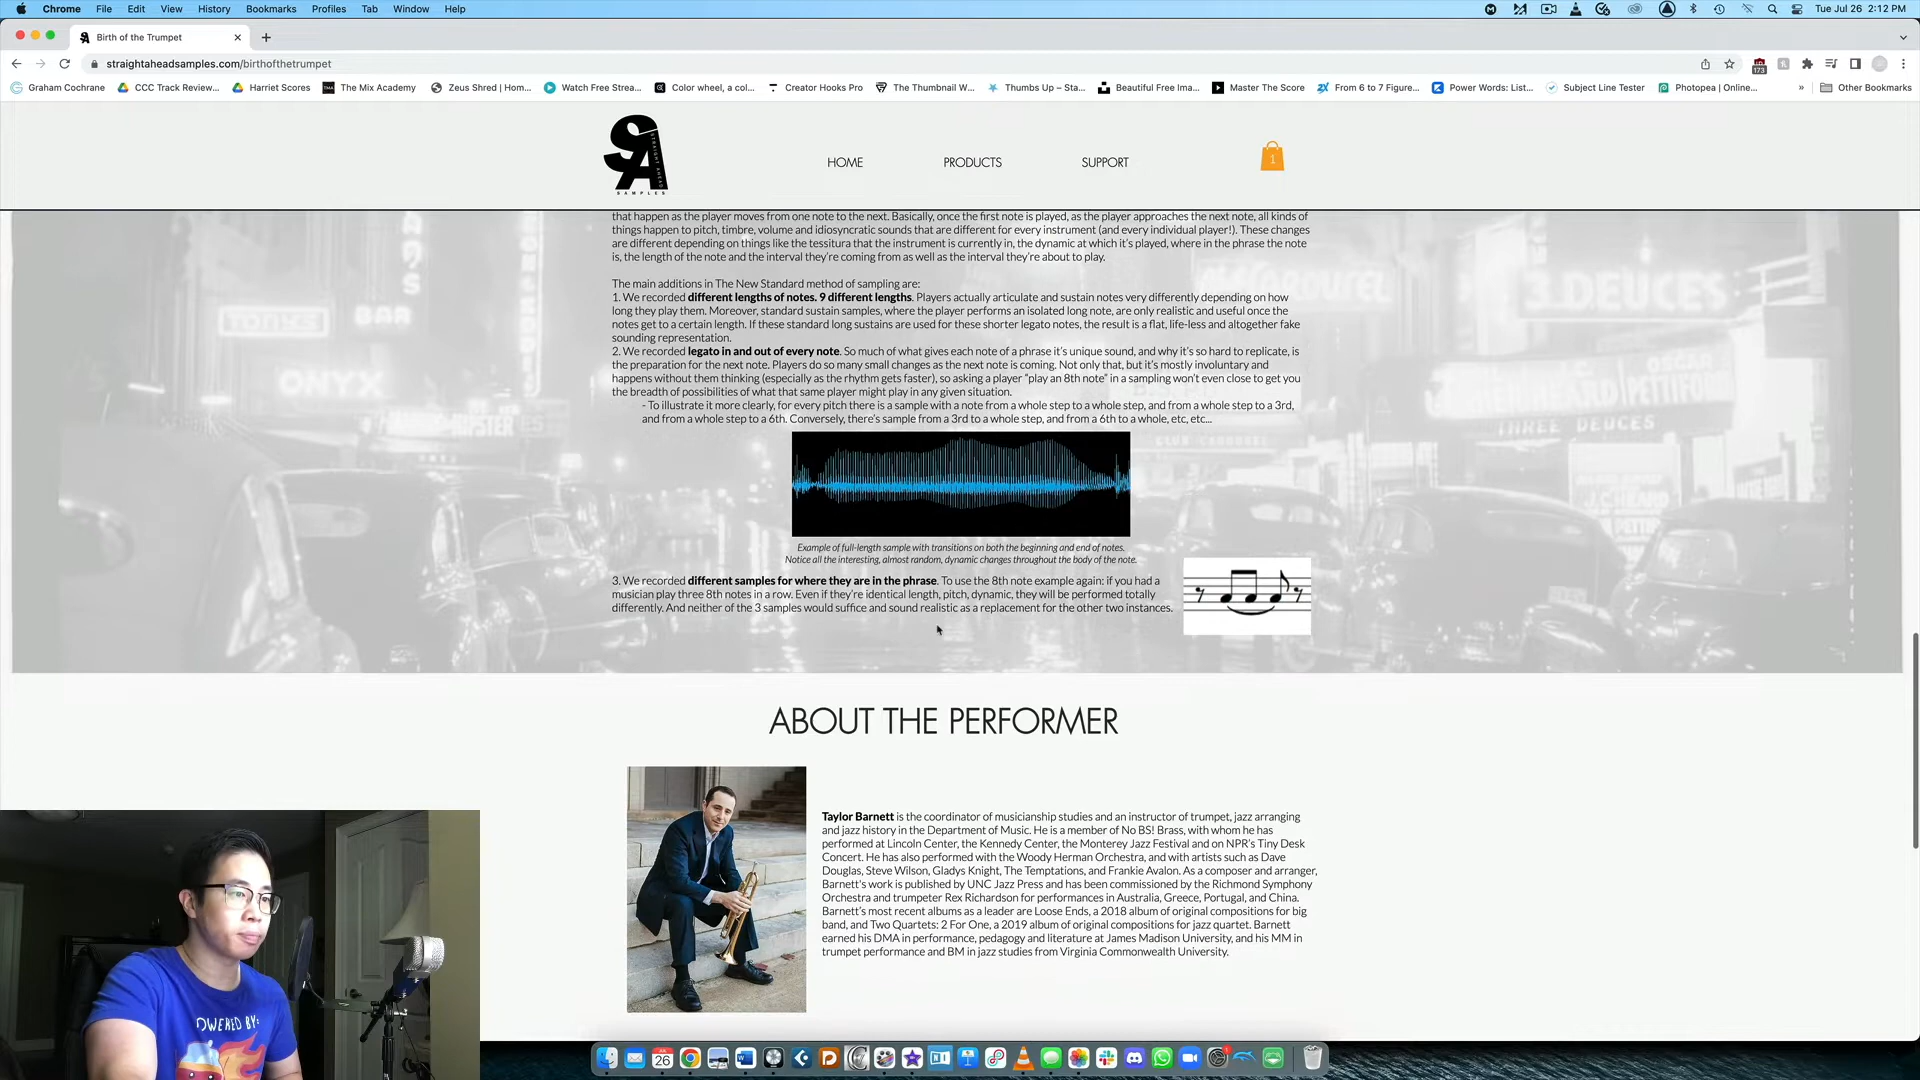 Chrome File Edit View History Bookmarks Profiles Tab Window Help Tue Jul 26 2:12 PM
Birth of the Trumpet
straightaheadsamples.com/birthofthetrumpet
173
Graham Cochrane CCC Track Review... Harriet Scores TMA The Mix Academy Zeus Shred | Hom... Watch Free Strea... Color wheel, a col... Creator Hooks Pro The Thumbnail W... Thumbs Up – Sta... Beautiful Free Ima... Master The Score From 6 to 7 Figure... Power Words: List... Subject Line Tester Photopea | Online... » Other Bookmarks
SA STRAIGHT AHEAD
SAMPLES
HOME PRODUCTS SUPPORT 1
that happen as the player moves from one note to the next. Basically, once the first note is played, as the player approaches the next note, all kinds of
things happen to pitch, timbre, volume and idiosyncratic sounds that are different for every instrument (and every individual player!). These changes
are different depending on things like the tessitura that the instrument is currently in, the dynamic at which it's played, where in the phrase the note
is, the length of the note and the interval they're coming from as well as the interval they're about to play.
The main additions in The New Standard method of sampling are:
1. We recorded different lengths of notes. 9 different lengths. Players actually articulate and sustain notes very differently depending on how
long they play them. Moreover, standard sustain samples, where the player performs an isolated long note, are only realistic and useful once the
notes get to a certain length. If these standard long sustains are used for these shorter legato notes, the result is a flat, life-less and altogether fake
sounding representation.
2. We recorded legato in and out of every note. So much of what gives each note of a phrase it's unique sound, and why it's so hard to replicate, is
the preparation for the next note. Players do so many small changes as the next note is coming. Not only that, but it's mostly involuntary and
happens without them thinking (especially as the rhythm gets faster), so asking a player "play an 8th note" in a sampling won't even close to get you
the breadth of possibilities of what that same player might play in any given situation.
- To illustrate it more clearly, for every pitch there is a sample with a note from a whole step to a whole step, and from a whole step to a 3rd,
and from a whole step to a 6th. Conversely, there's sample from a 3rd to a whole step, and from a 6th to a whole, etc, etc...
TONKS
BAR
ONYX
HIPSTER
CAROUSEL
3 DEUCES
OSCAR
PETTIFORD
CLUB CAROUSEL
THREE DEUCES
J.C. HEARD
Example of full-length sample with transitions on both the beginning and end of notes.
Notice all the interesting, almost random, dynamic changes throughout the body of the note.
3. We recorded different samples for where they are in the phrase. To use the 8th note example again: if you had a
musician play three 8th notes in a row. Even if they're identical length, pitch, dynamic, they will be performed totally
differently. And neither of the 3 samples would suffice and sound realistic as a replacement for the other two instances.
ABOUT THE PERFORMER
Taylor Barnett is the coordinator of musicianship studies and an instructor of trumpet, jazz arranging
and jazz history in the Department of Music. He is a member of No BS! Brass, with whom he has
performed at Lincoln Center, the Kennedy Center, the Monterey Jazz Festival and on NPR's Tiny Desk
Concert. He has also performed with the Woody Herman Orchestra, and with artists such as Dave
Douglas, Steve Wilson, Gladys Knight, The Temptations, and Frankie Avalon. As a composer and arranger,
Barnett's work is published by UNC Jazz Press and has been commissioned by the Richmond Symphony
Orchestra and trumpeter Rex Richardson for performances in Australia, Greece, Portugal, and China.
Barnett's most recent albums as a leader are Loose Ends, a 2018 album of original compositions for big
band, and Two Quartets: 2 For One, a 2019 album of original compositions for jazz quartet. Barnett
earned his DMA in performance, pedagogy and literature at James Madison University, and his MM in
trumpet performance and BM in jazz studies from Virginia Commonwealth University.
POWERED BY:
26